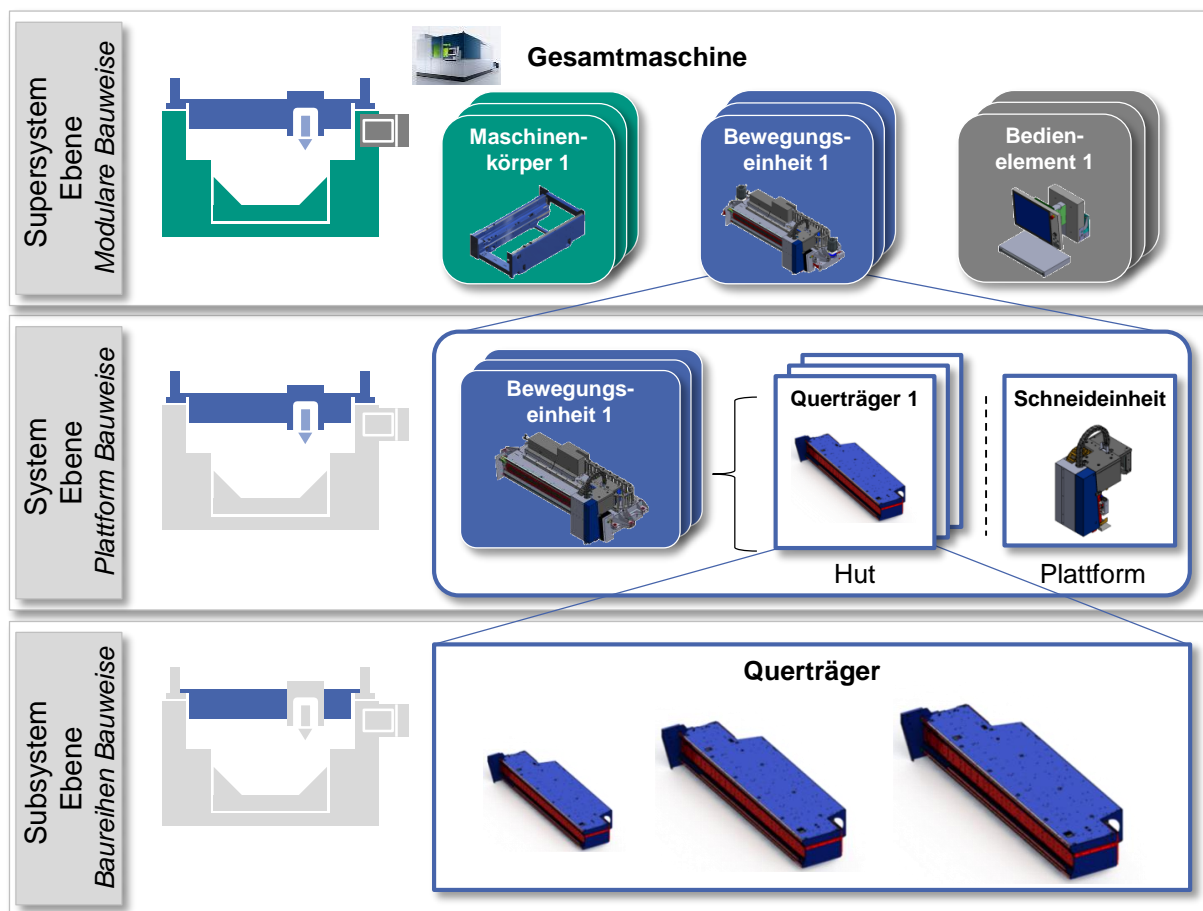 Supersystem
Ebene
Modulare Bauweise
Gesamtmaschine
Maschinen-
körper 1
Bewegungs-
einheit 1
Bedien-
element 1
System
Ebene
Plattform Bauweise
Bewegungs-
einheit 1
Querträger 1
Schneideinheit
Hut
Plattform
Subsystem
Ebene
Baureihen Bauweise
Querträger